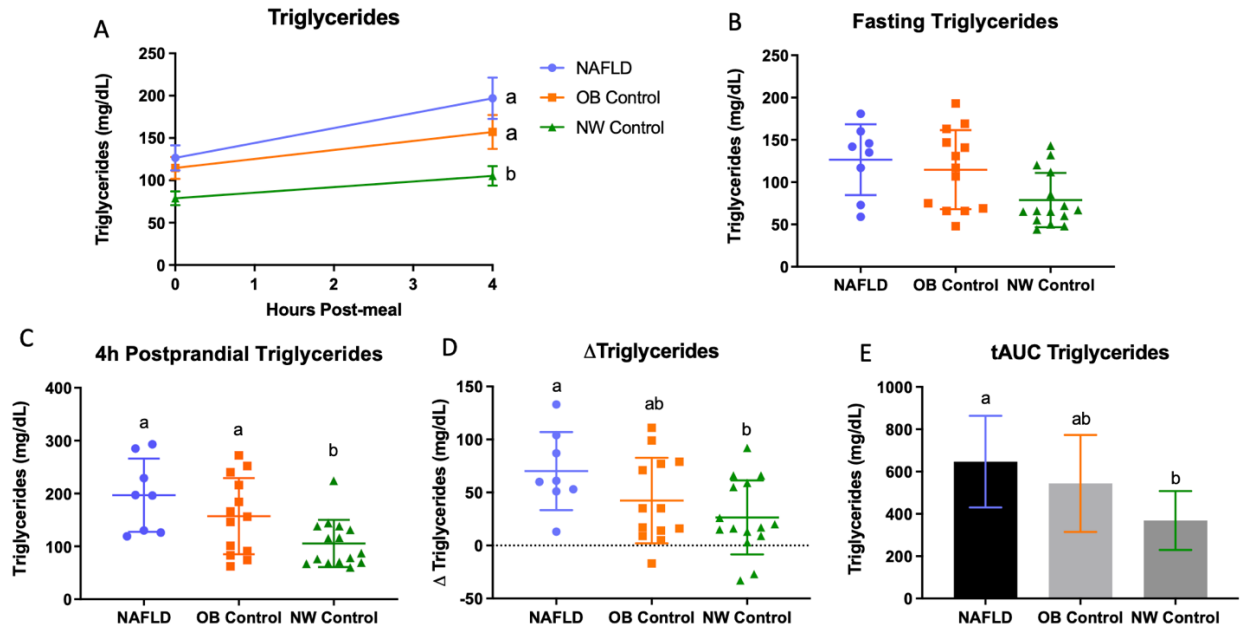 A
Triglycerides
Triglycerides (mg/dL)
250
200
150
100
50
0
0
1
2
3
4
Hours Post-meal
a
a
b
NAFLD
OB Control
NW Control
B
Fasting Triglycerides
Triglycerides (mg/dL)
250
200
150
100
50
0
NAFLD
OB Control
NW Control
C
4h Postprandial Triglycerides
Triglycerides (mg/dL)
400
300
200
100
0
a
a
b
NAFLD
OB Control
NW Control
D
ΔTriglycerides
Δ Triglycerides (mg/dL)
150
100
50
0
-50
a
ab
b
NAFLD
OB Control
NW Control
E
tAUC Triglycerides
Triglycerides (mg/dL)
1000
800
600
400
200
0
a
ab
b
NAFLD
OB Control
NW Control